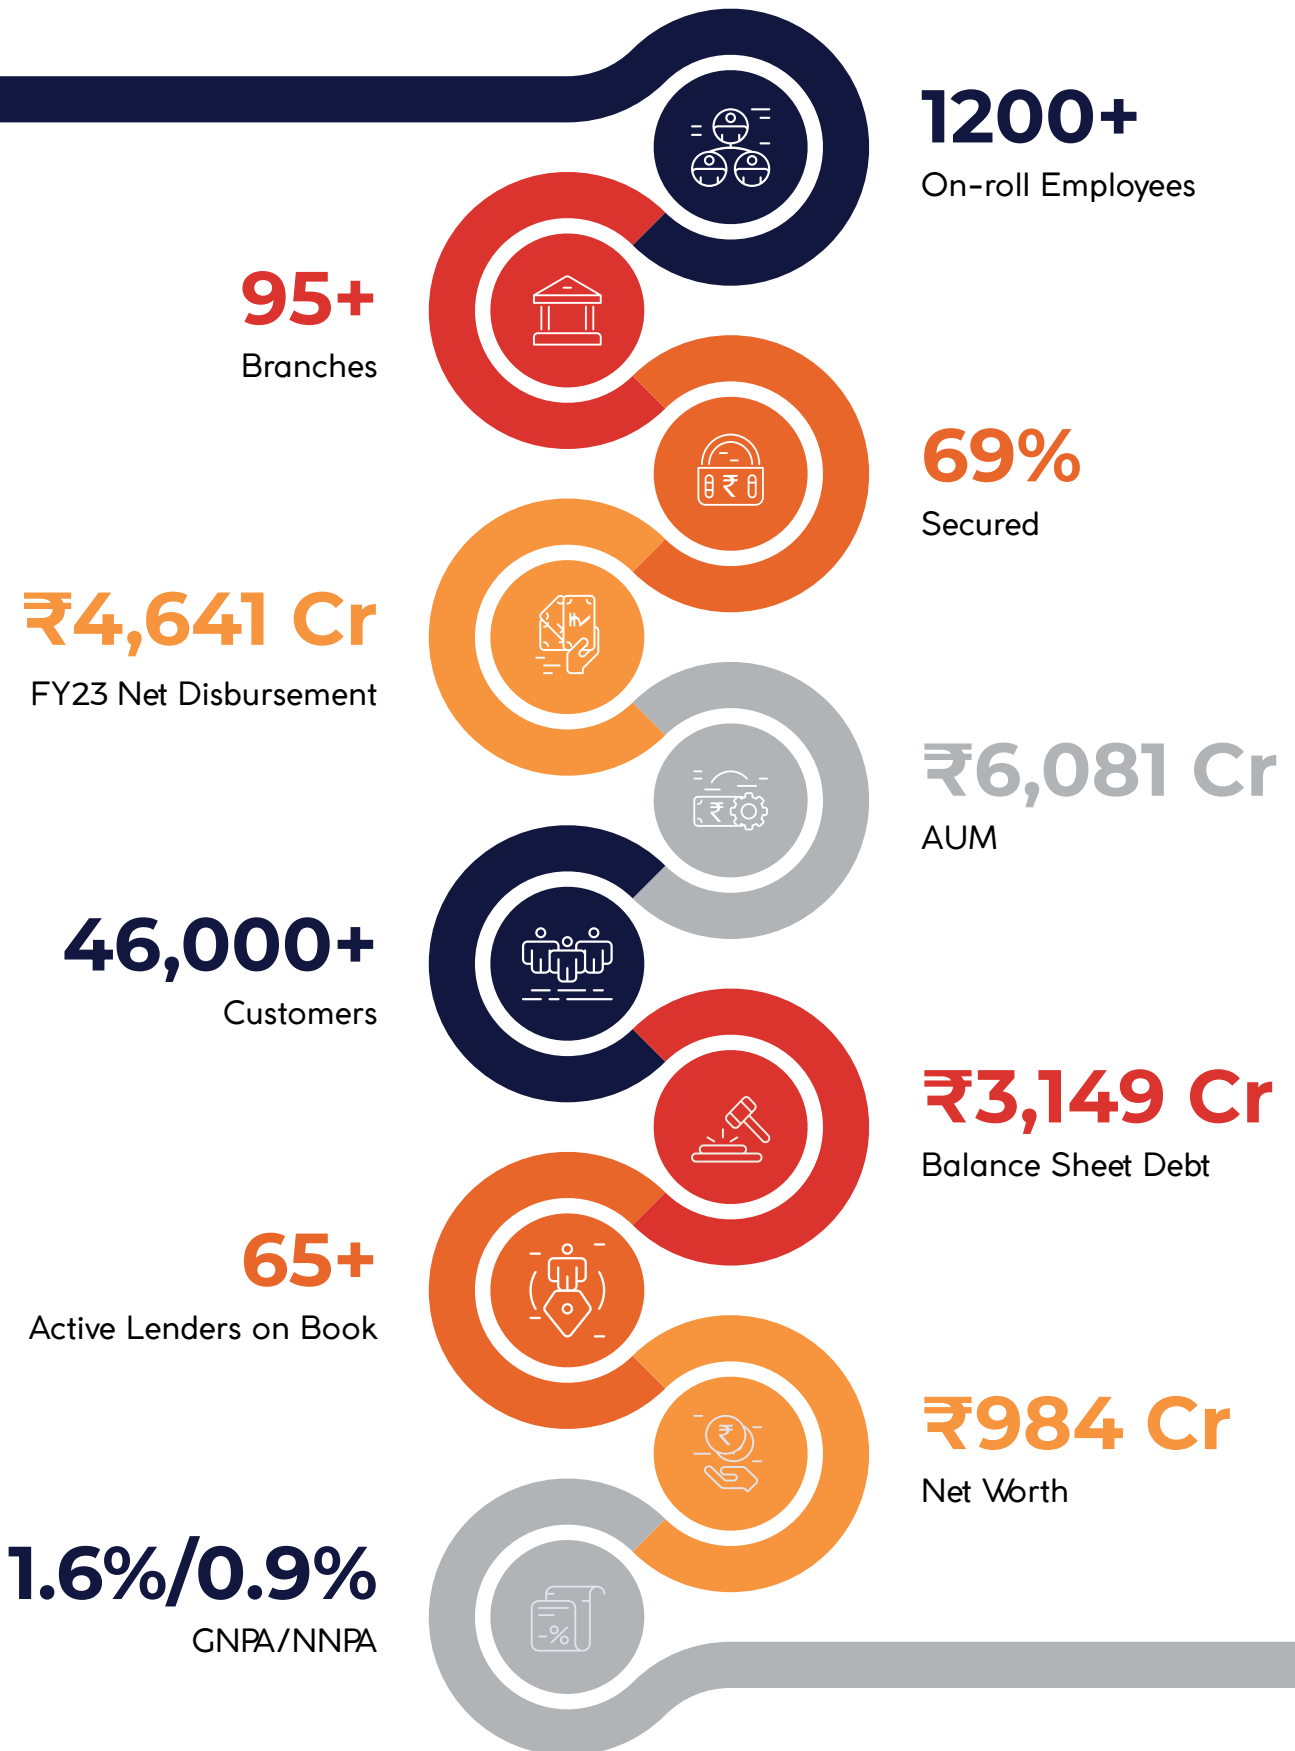 1200+
On-roll Employees
95+
Branches
69%
Secured
₹4,641 Cr
FY23 Net Disbursement
₹6,081 Cr
AUM
46,000+
Customers
₹3,149 Cr
Balance Sheet Debt
65+
Active Lenders on Book
₹984 Cr
Net Worth
1.6%/0.9%
GNPA/NNPA